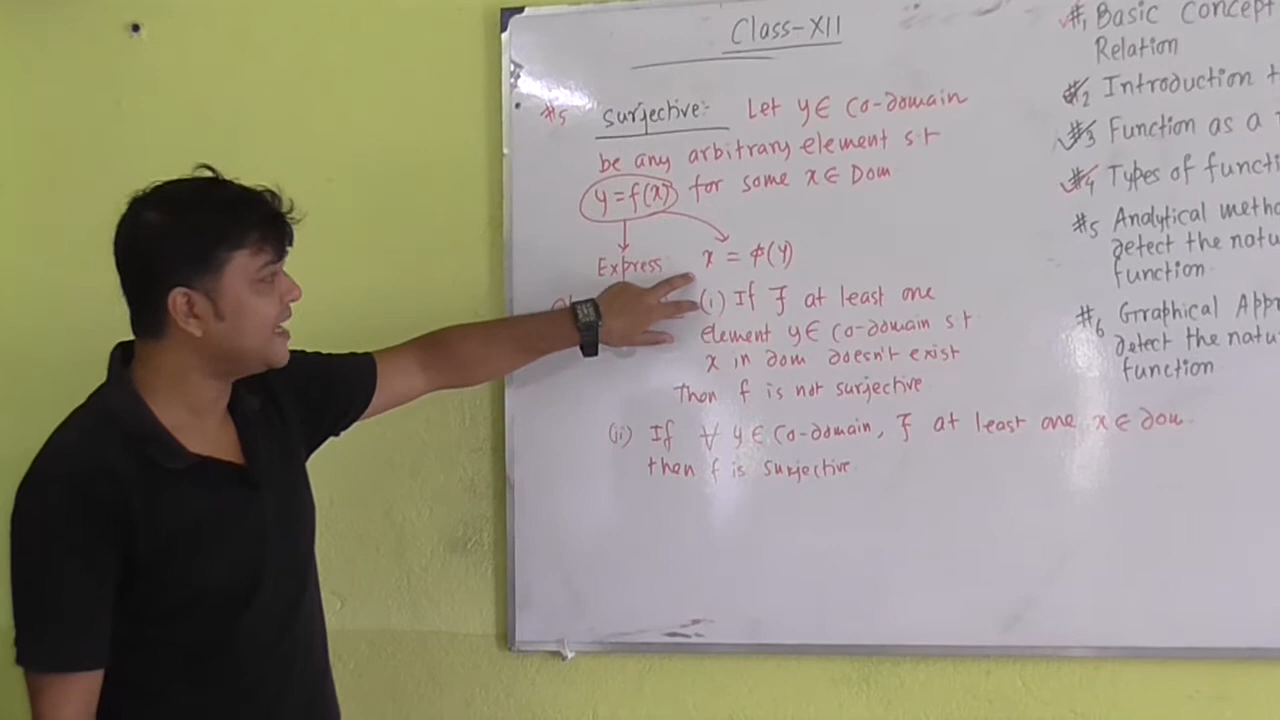 Class-XII
#5 Surjective:- Let y ∈ Co-domain
be any arbitrary element s.t
y = f(x) for some x ∈ Dom
Express x = φ(y)
(i) If ∃ at least one
element y ∈ Co-domain s.t
x in dom doesn't exist
Then f is not surjective
(ii) If ∀ y ∈ Co-domain, ∃ at least one x ∈ dom.
then f is surjective.
#1 Basic Concept
Relation
#2 Introduction t
#3 Function as a
#4 Types of functi
#5 Analytical metho
detect the natu
function
#6 Graphical Appr
detect the natu
function